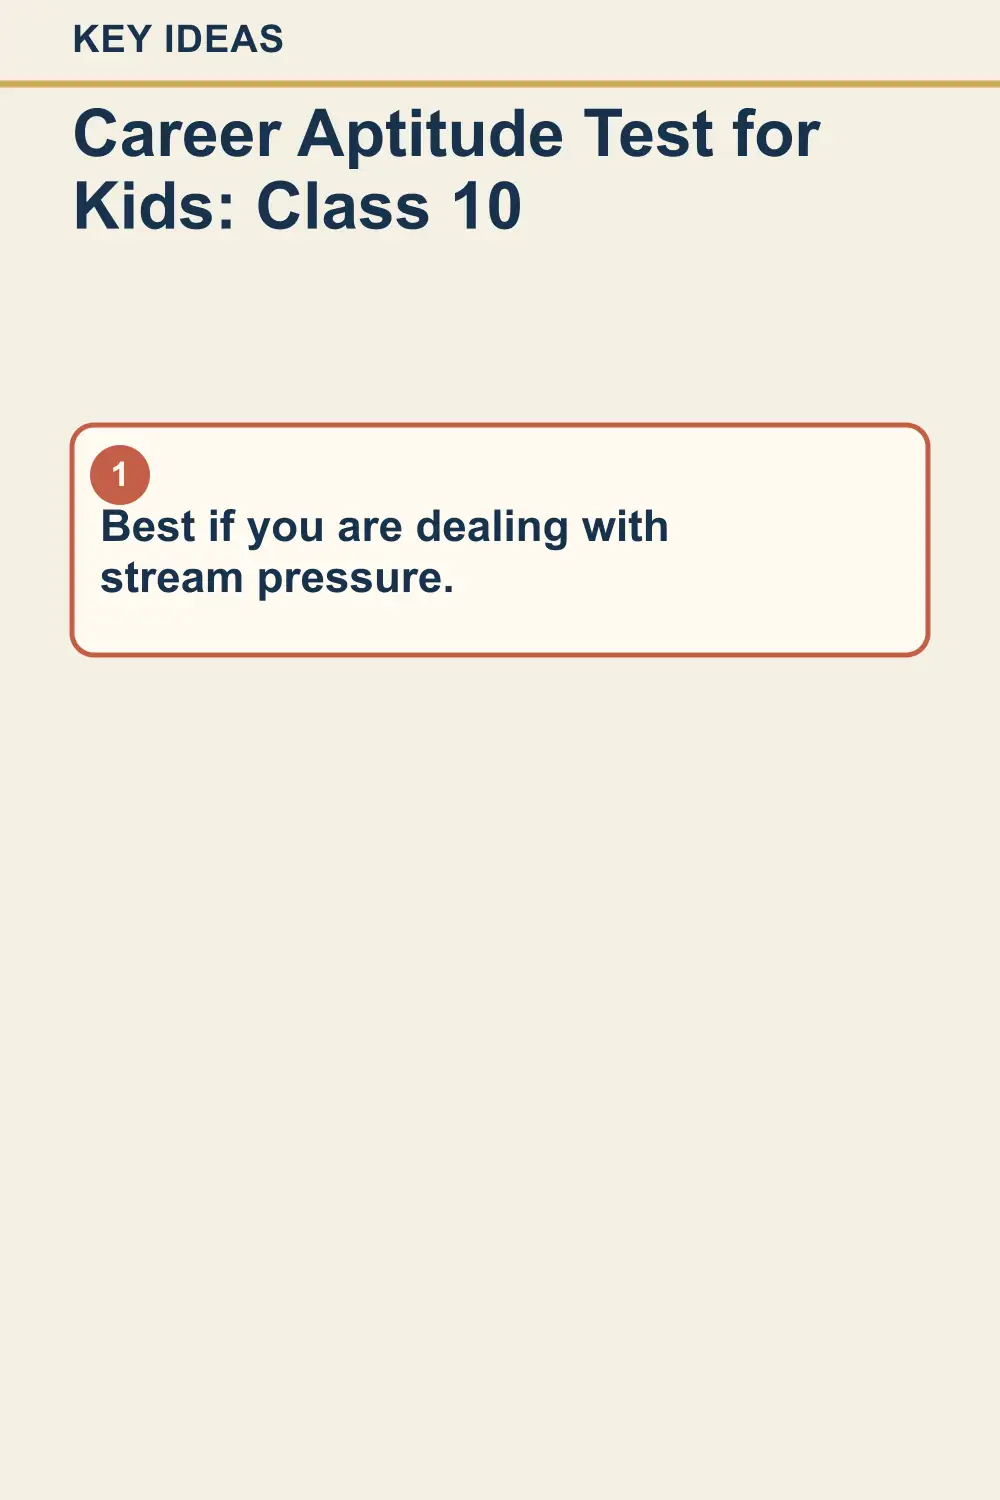 KEY IDEAS
Career Aptitude Test for
Kids: Class 10
1
Best if you are dealing with
stream pressure.